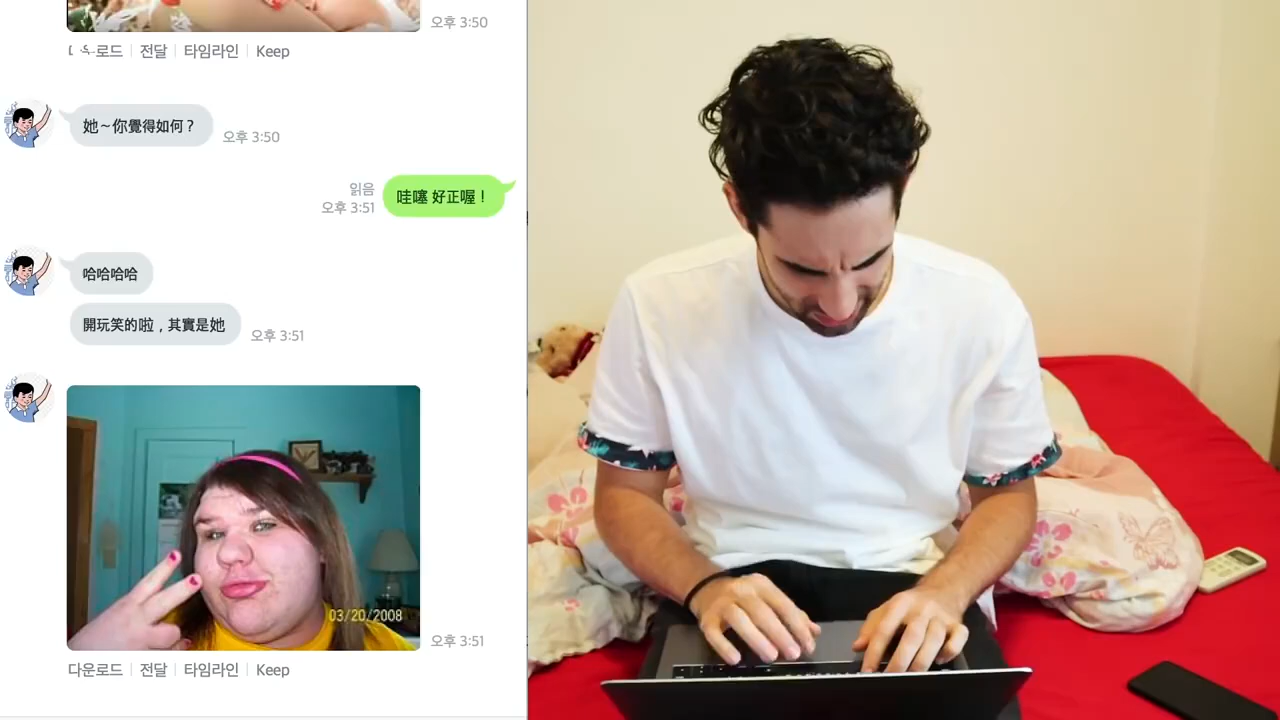 오후 3:50
로드 전달 타임라인 Keep
她～你覺得如何？
오후 3:50
읽음
오후 3:51
哇噻 好正喔！
哈哈哈哈
開玩笑的啦，其實是她
오후 3:51
03/20/2008
오후 3:51
다운로드 전달 타임라인 Keep